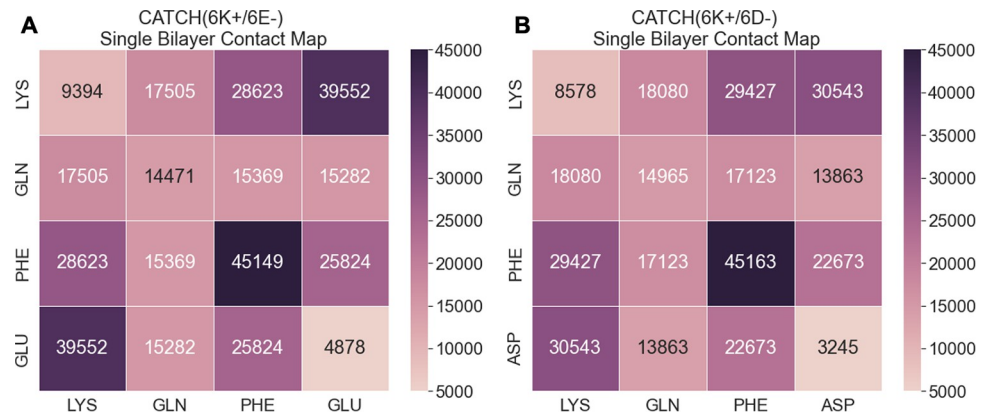 A
CATCH(6K+/6E-)
Single Bilayer Contact Map
LYS 9394 17505 28623 39552
GLN 17505 14471 15369 15282
PHE 28623 15369 45149 25824
GLU 39552 15282 25824 4878
LYS GLN PHE GLU
45000
40000
35000
30000
25000
20000
15000
10000
5000
B
CATCH(6K+/6D-)
Single Bilayer Contact Map
LYS 8578 18080 29427 30543
GLN 18080 14965 17123 13863
PHE 29427 17123 45163 22673
ASP 30543 13863 22673 3245
LYS GLN PHE ASP
45000
40000
35000
30000
25000
20000
15000
10000
5000